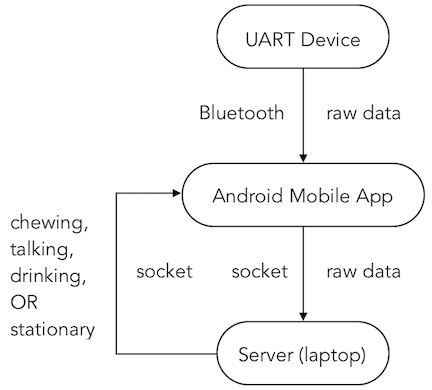 UART Device
Bluetooth raw data
Android Mobile App
chewing,
talking,
drinking,
OR
stationary
socket socket raw data
Server (laptop)